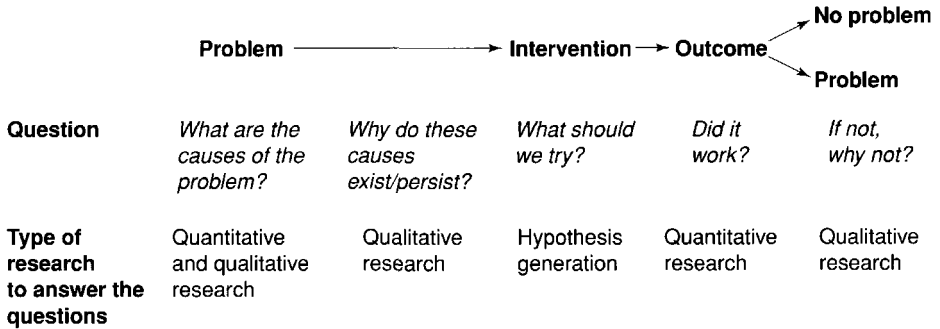 No problem
Problem Intervention Outcome
Problem
Question What are the Why do these What should Did it If not,
causes of the causes we try? work? why not?
problem? exist/persist?
Type of Quantitative Qualitative Hypothesis Quantitative Qualitative
research and qualitative research generation research research
to answer the research
questions